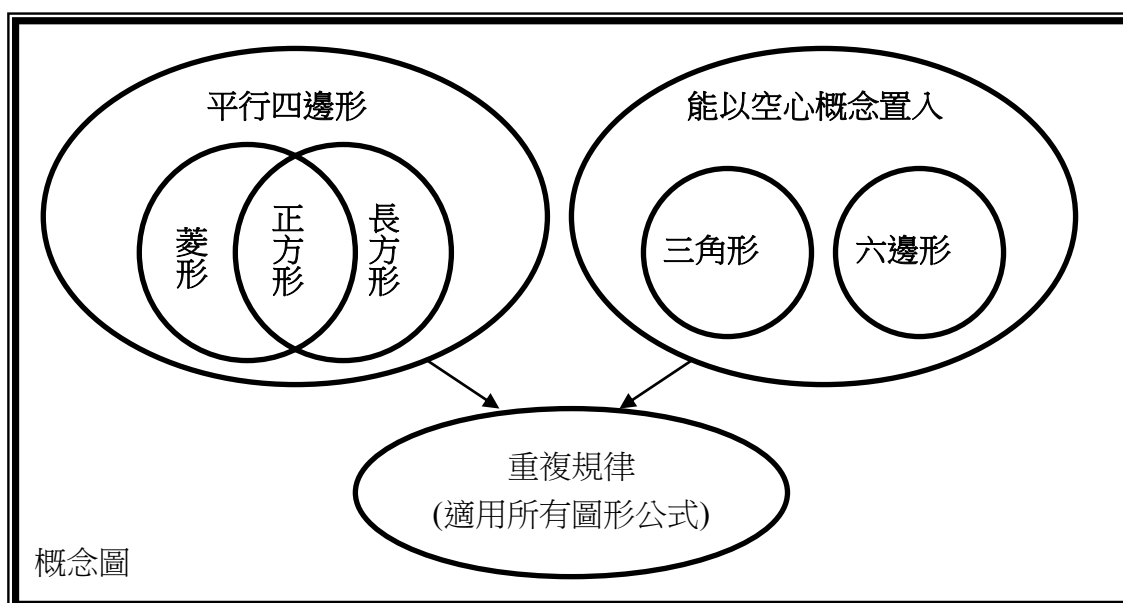 平行四邊形
菱形
正方形
長方形
能以空心概念置入
三角形
六邊形
重複規律
(適用所有圖形公式)
概念圖